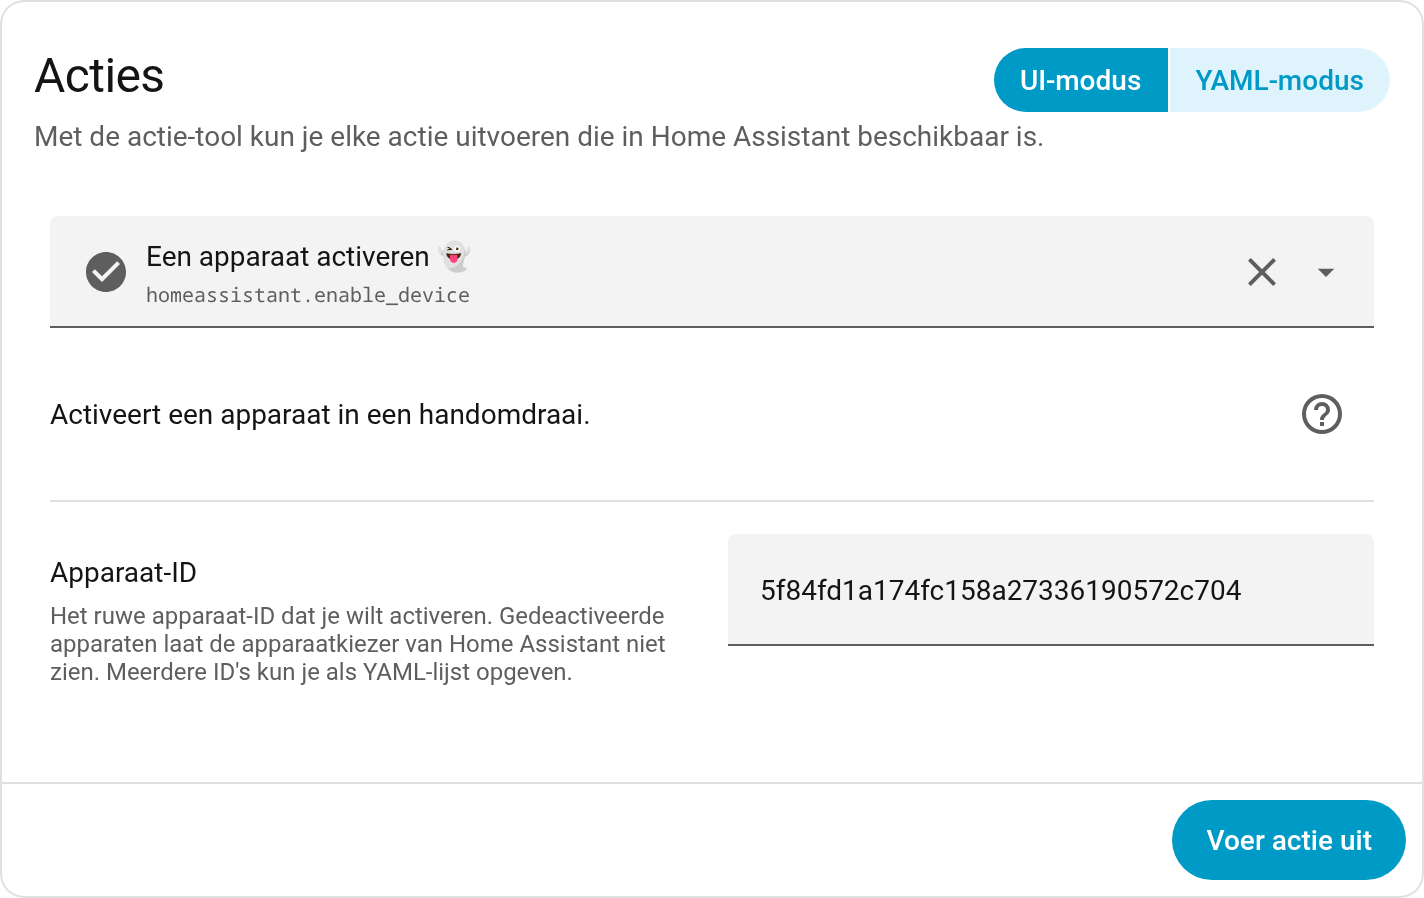 Acties
UI-modus
YAML-modus
Met de actie-tool kun je elke actie uitvoeren die in Home Assistant beschikbaar is.
Een apparaat activeren 👻
homeassistant.enable_device
Activeert een apparaat in een handomdraai.
Apparaat-ID
Het ruwe apparaat-ID dat je wilt activeren. Gedeactiveerde
apparaten laat de apparaatkiezer van Home Assistant niet
zien. Meerdere ID's kun je als YAML-lijst opgeven.
5f84fd1a174fc158a27336190572c704
Voer actie uit